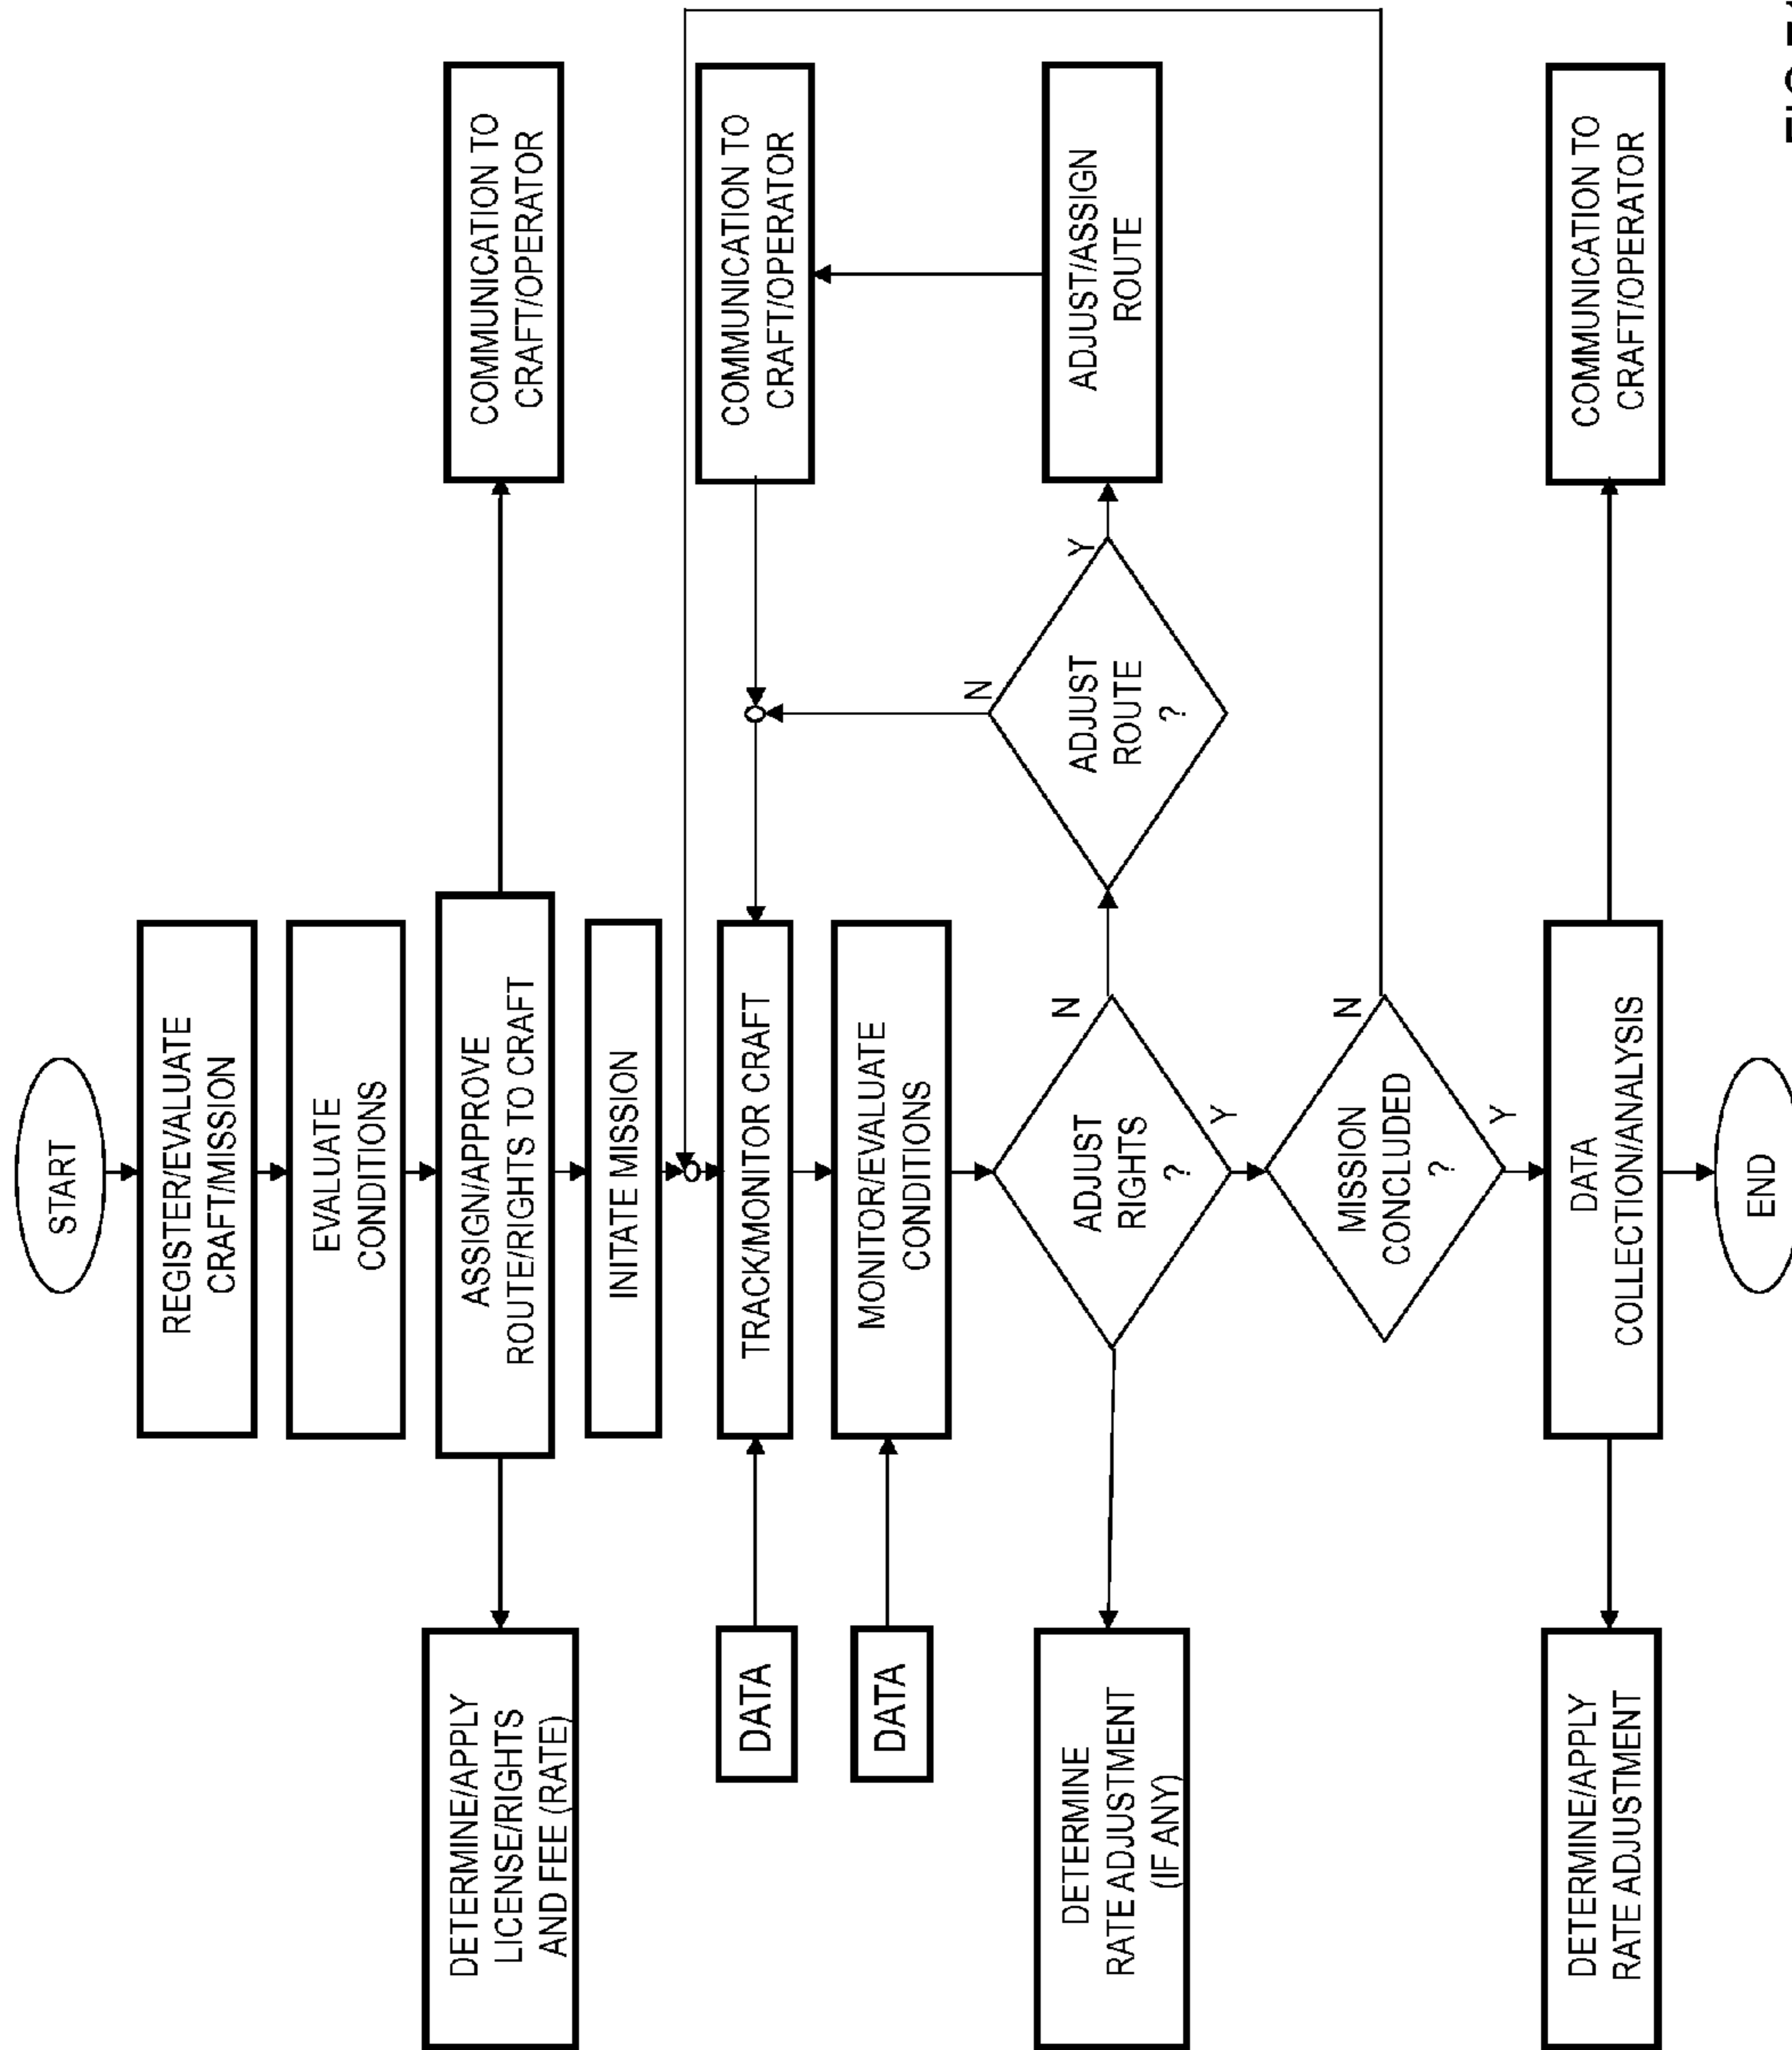 START
REGISTER/EVALUATE
CRAFT/MISSION
EVALUATE
CONDITIONS
DETERMINE/APPLY
LICENSE/RIGHTS
AND FEE (RATE)
ASSIGN/APPROVE
ROUTE/RIGHTS TO CRAFT
COMMUNICATION TO
CRAFT/OPERATOR
INITATE MISSION
DATA
TRACK/MONITOR CRAFT
COMMUNICATION TO
CRAFT/OPERATOR
DATA
MONITOR/EVALUATE
CONDITIONS
DETERMINE
RATE ADJUSTMENT
(IF ANY)
ADJUST
RIGHTS
?
N
Y
ADJUST
ROUTE
?
N
Y
ADJUST/ASSIGN
ROUTE
MISSION
CONCLUDED
?
N
Y
DETERMINE/APPLY
RATE ADJUSTMENT
DATA
COLLECTION/ANALYSIS
COMMUNICATION TO
CRAFT/OPERATOR
END